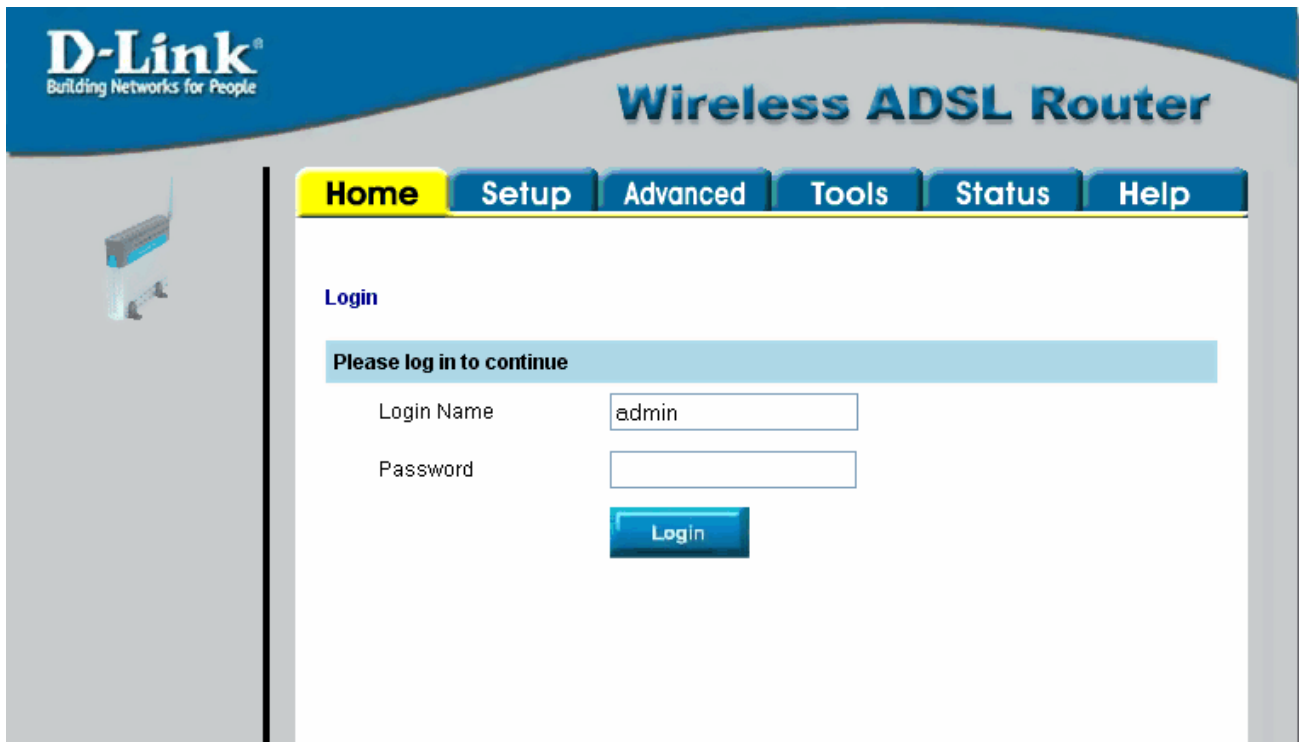 D-Link®
Building Networks for People
Wireless ADSL Router
Home Setup Advanced Tools Status Help
Login
Please log in to continue
Login Name admin
Password
Login